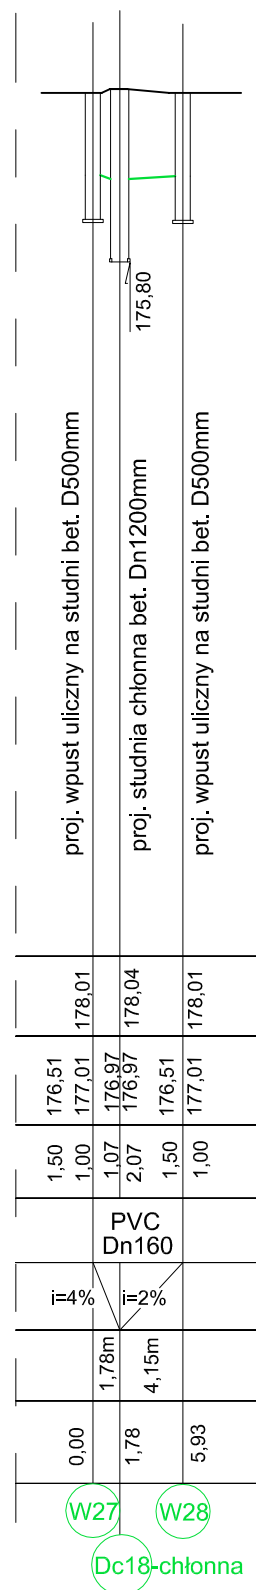 175,80
proj. wpust uliczny na studni bet. D500mm
proj. studnia chłonna bet. Dn1200mm
proj. wpust uliczny na studni bet. D500mm
178,01
178,04
178,01
176,51
177,01
176,97
176,97
176,51
177,01
1,50
1,00
1,07
2,07
1,50
1,00
PVC
Dn160
i=4%
i=2%
1,78m
4,15m
0,00
1,78
5,93
W27
W28
Dc18-chłonna